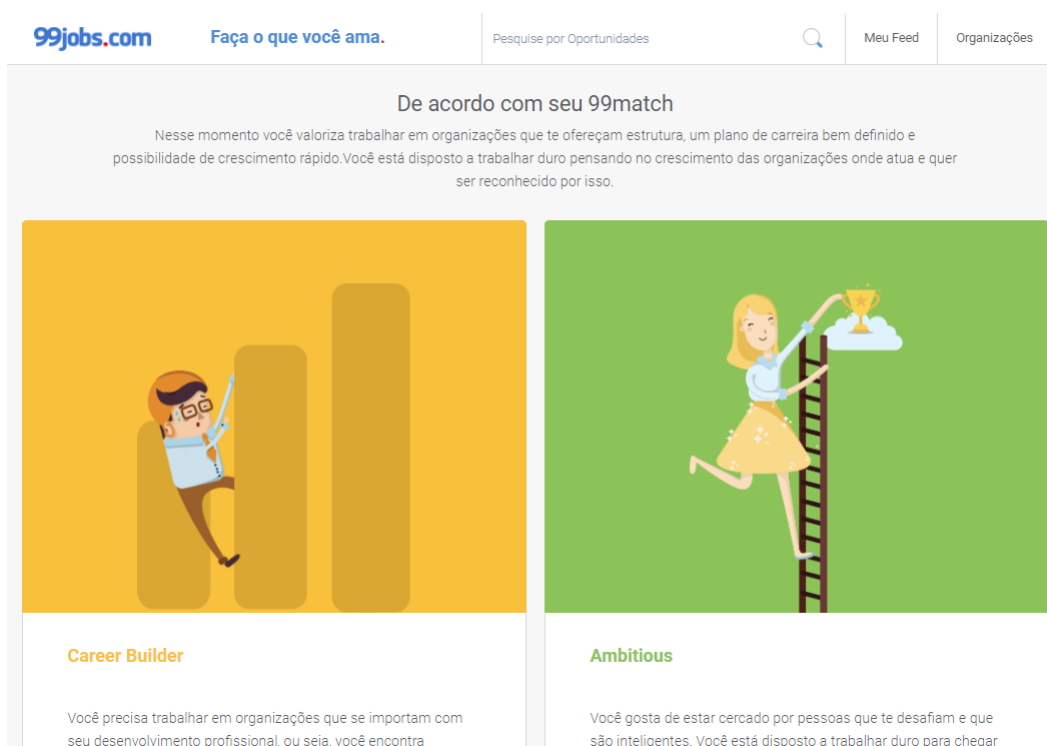 99jobs.com
Faça o que você ama.
Pesquise por Oportunidades
Meu Feed
Organizações
De acordo com seu 99match
Nesse momento você valoriza trabalhar em organizações que te ofereçam estrutura, um plano de carreira bem definido e
possibilidade de crescimento rápido.Você está disposto a trabalhar duro pensando no crescimento das organizações onde atua e quer
ser reconhecido por isso.
Career Builder
Você precisa trabalhar em organizações que se importam com
seu desenvolvimento profissional, ou seja, você encontra
Ambitious
Você gosta de estar cercado por pessoas que te desafiam e que
são inteligentes. Você está disposto a trabalhar duro para chegar